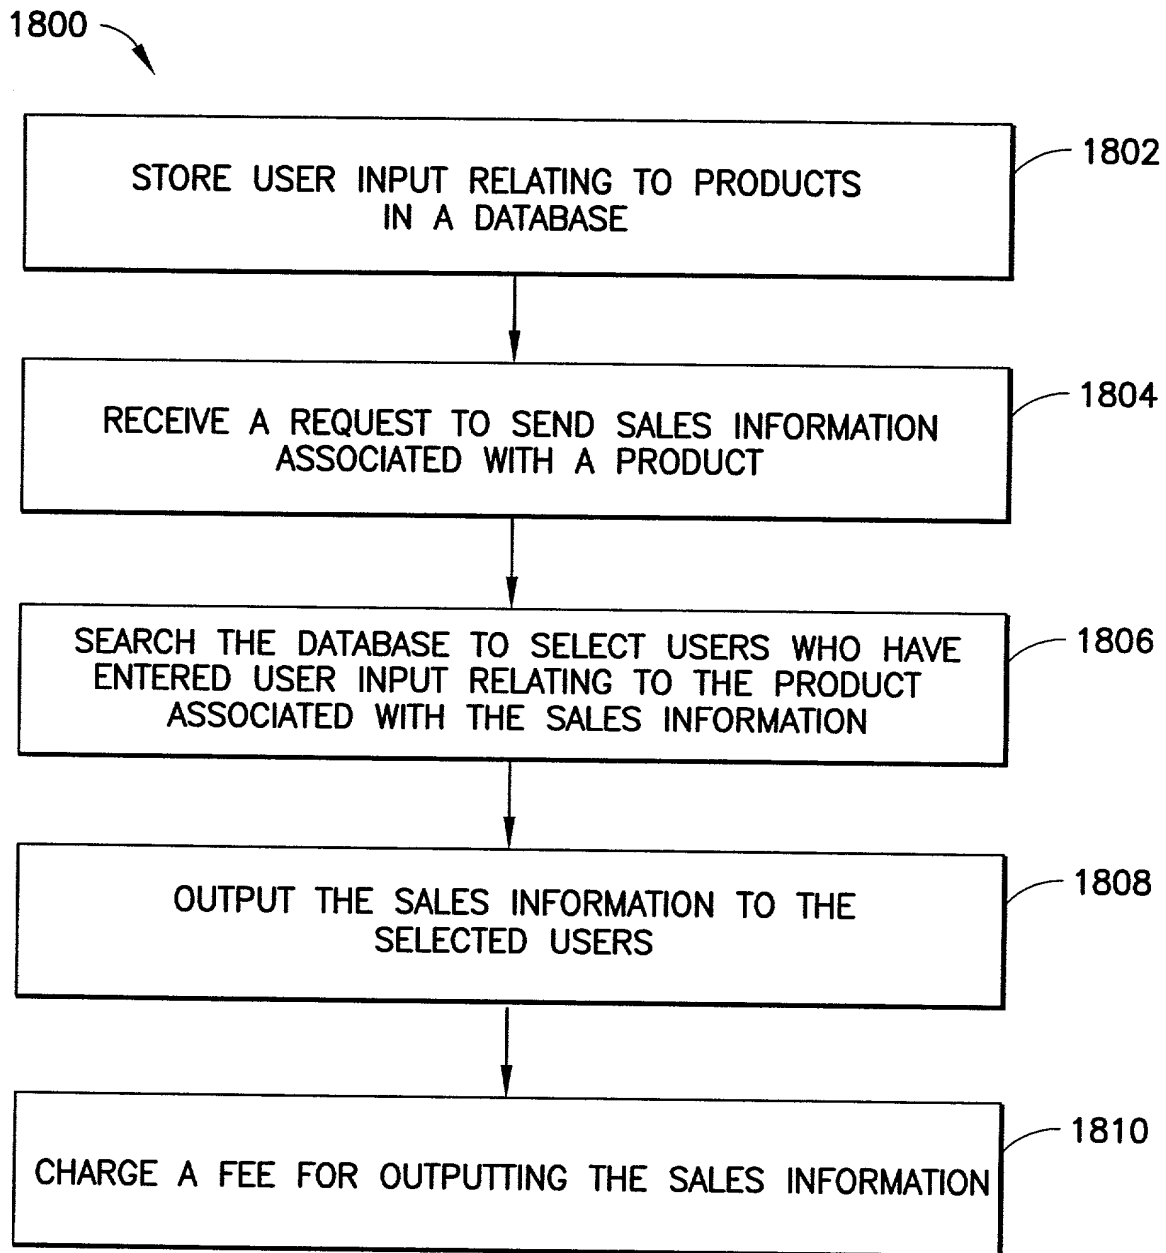 1800
STORE USER INPUT RELATING TO PRODUCTS
IN A DATABASE
1802
RECEIVE A REQUEST TO SEND SALES INFORMATION
ASSOCIATED WITH A PRODUCT
1804
SEARCH THE DATABASE TO SELECT USERS WHO HAVE
ENTERED USER INPUT RELATING TO THE PRODUCT
ASSOCIATED WITH THE SALES INFORMATION
1806
OUTPUT THE SALES INFORMATION TO THE
SELECTED USERS
1808
CHARGE A FEE FOR OUTPUTTING THE SALES INFORMATION
1810